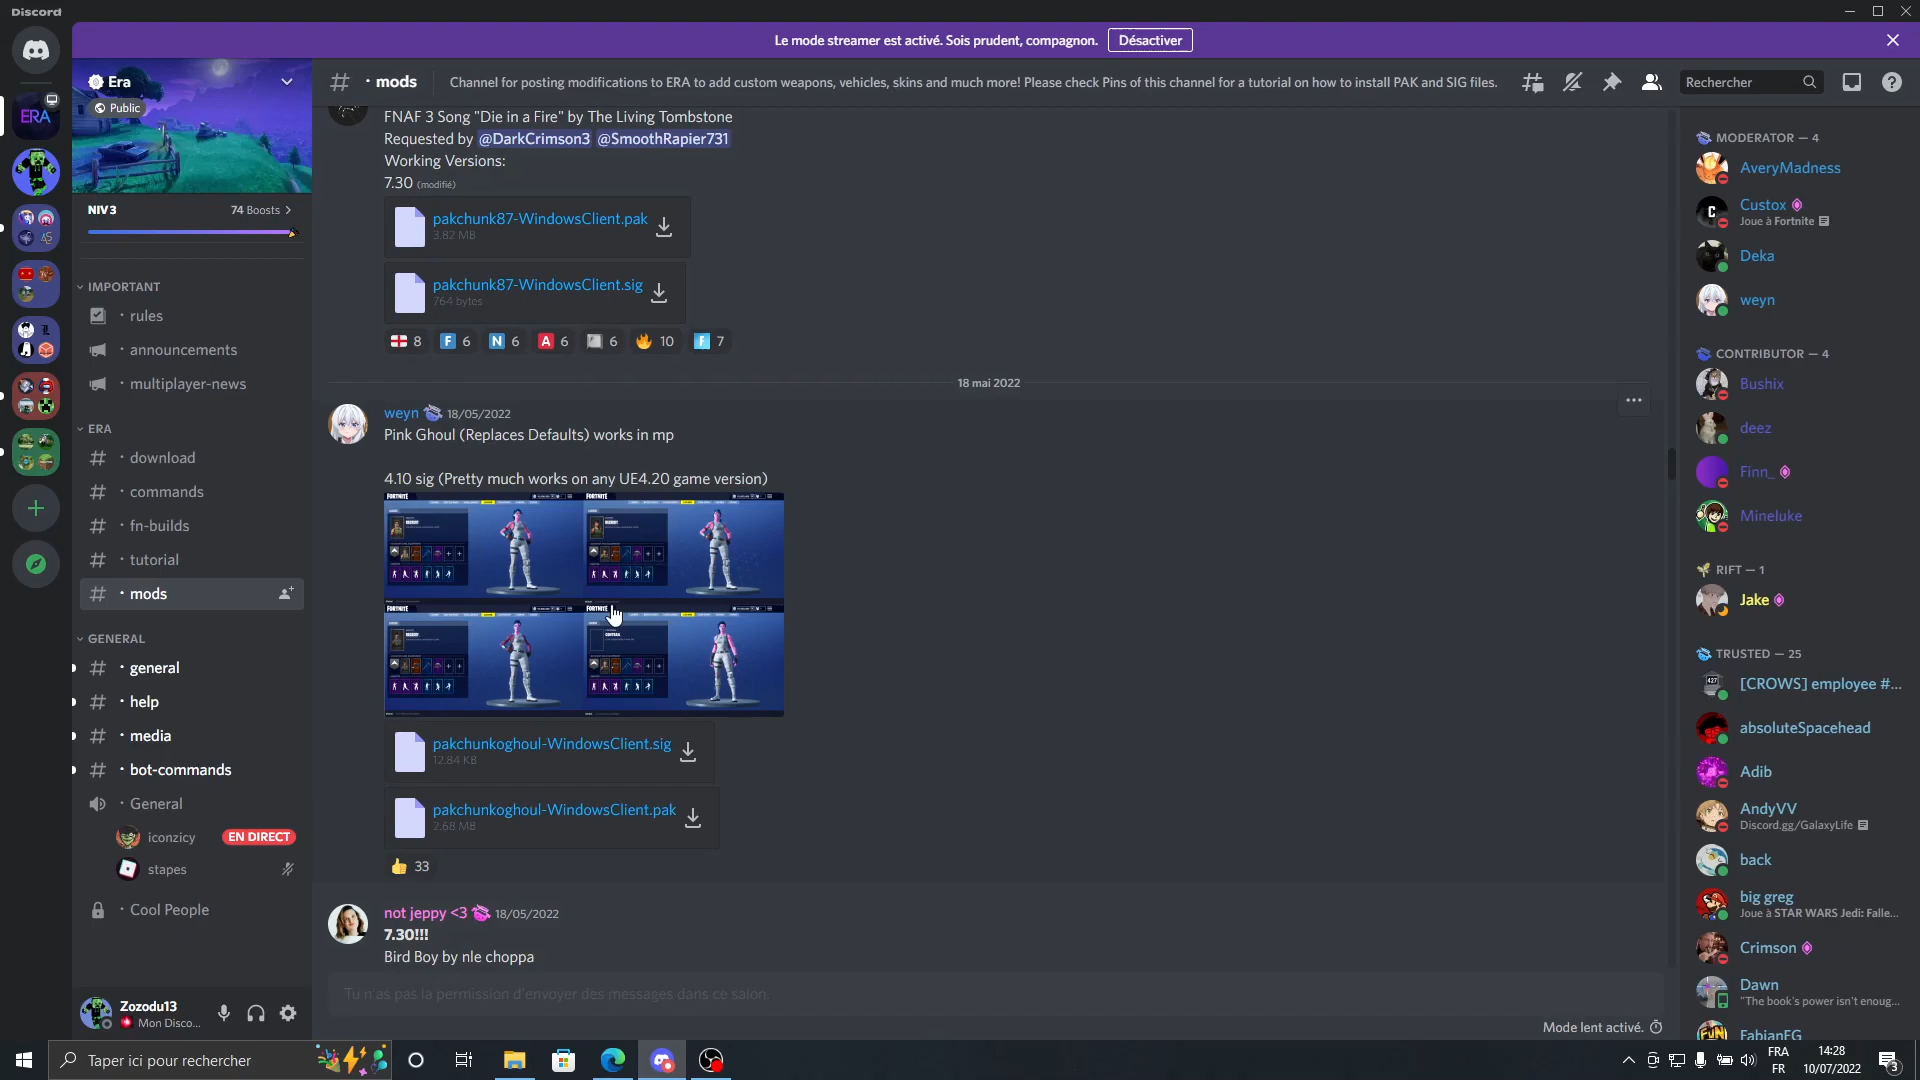 Discord
Le mode streamer est activé. Sois prudent, compagnon.
Désactiver
Era
Public
ERA
NIV 3
74 Boosts
IMPORTANT
rules
announcements
multiplayer-news
ERA
download
commands
fn-builds
tutorial
mods
GENERAL
general
help
media
bot-commands
General
iconzicy
EN DIRECT
stapes
Cool People
Zozodu13
Mon Disco...
mods
Channel for posting modifications to ERA to add custom weapons, vehicles, skins and much more! Please check Pins of this channel for a tutorial on how to install PAK and SIG files.
Rechercher
FNAF 3 Song "Die in a Fire" by The Living Tombstone
Requested by @DarkCrimson3 @SmoothRapier731
Working Versions:
7.30 (modifié)
pakchunk87-WindowsClient.pak
3.82 MB
pakchunk87-WindowsClient.sig
764 bytes
8 F 6 N 6 A 6 6 10 F 7
18 mai 2022
weyn 18/05/2022
Pink Ghoul (Replaces Defaults) works in mp
4.10 sig (Pretty much works on any UE4.20 game version)
FORTNITE
FORTNITE
FORTNITE
FORTNITE
pakchunkoghoul-WindowsClient.sig
12.84 KB
pakchunkoghoul-WindowsClient.pak
2.68 MB
33
not jeppy <3 18/05/2022
7.30!!!
Bird Boy by nle choppa
Tu n'as pas la permission d'envoyer des messages dans ce salon.
Mode lent activé.
MODERATOR — 4
AveryMadness
Custox
Joue à Fortnite
Deka
weyn
CONTRIBUTOR — 4
Bushix
deez
Finn_
Mineluke
RIFT — 1
Jake
TRUSTED — 25
[CROWS] employee #...
absoluteSpacehead
Adib
AndyVV
Discord.gg/GalaxyLife
back
big greg
Joue à STAR WARS Jedi: Falle...
Crimson
Dawn
"The book's power isn't enoug...
FabianFG
Taper ici pour rechercher
FRA
FR
14:28
10/07/2022
3